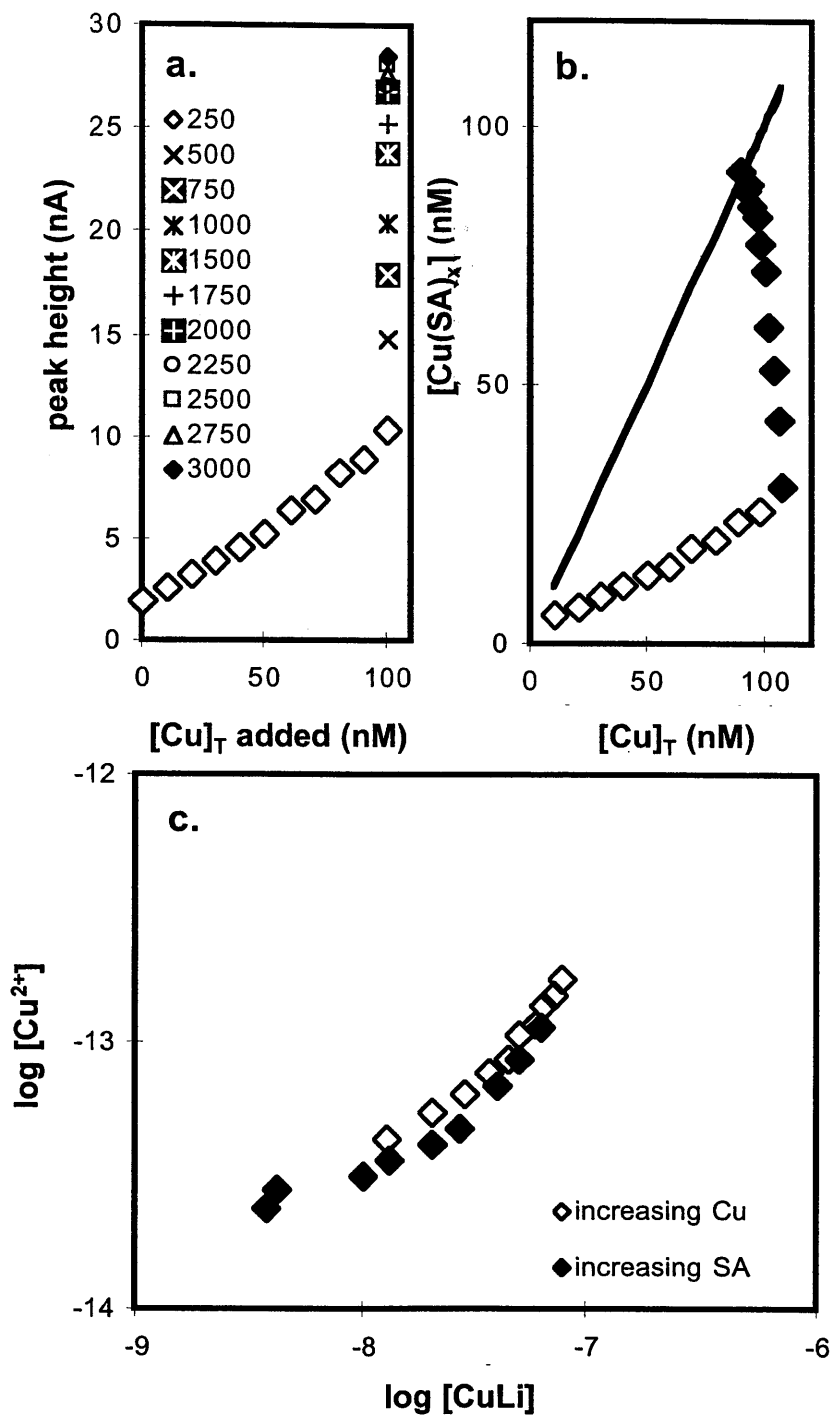 a.
30
25
20
15
10
5
0
peak height (nA)
250
500
750
1000
1500
1750
2000
2250
2500
2750
3000
0 50 100
[Cu]T added (nM)
b.
100
50
0
[Cu(SA)x] (nM)
0 50 100
[Cu]T (nM)
c.
-12
-13
-14
log [Cu2+]
increasing Cu
increasing SA
-9 -8 -7 -6
log [CuLi]